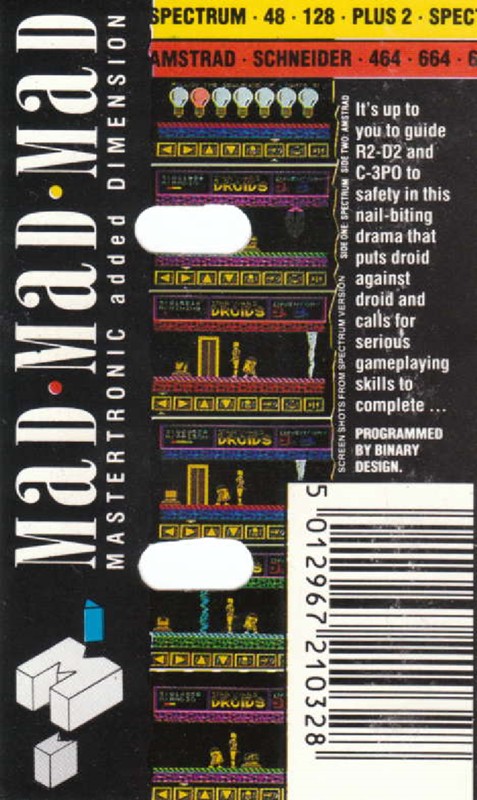 SPECTRUM · 48 · 128 · PLUS 2 · SPEC
AMSTRAD · SCHNEIDER · 464 · 664 · 6
MaD·MaD·MaD
MASTERTRONIC added DIMENSION
DROIDS
DROIDS
DROIDS
DROIDS
SIDE ONE: SPECTRUM SIDE TWO: AMSTRAD
SCREEN SHOTS FROM SPECTRUM VERSION
It's up to
you to guide
R2-D2 and
C-3PO to
safety in this
nail-biting
drama that
puts droid
against
droid and
calls for
serious
gameplaying
skills to
complete ...
PROGRAMMED
BY BINARY
DESIGN.
5 012967 210328